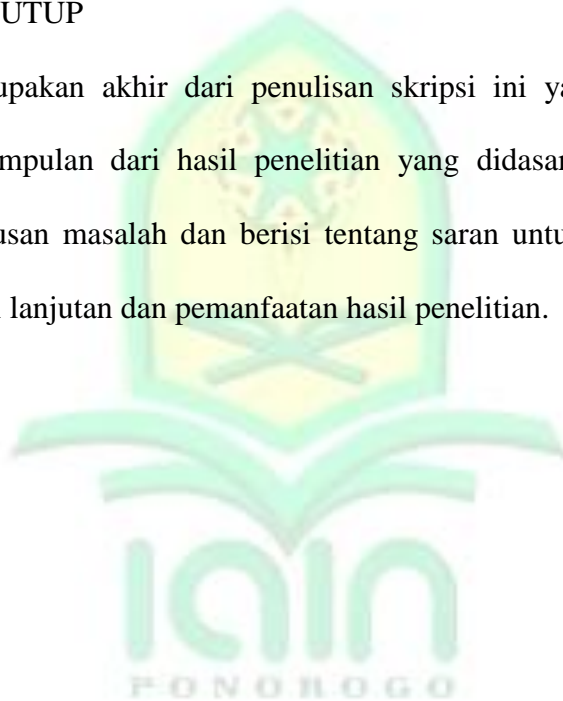 UTUP
upakan akhir dari penulisan skripsi ini ya
mpulan dari hasil penelitian yang didasar
usan masalah dan berisi tentang saran untu
lanjutan dan pemanfaatan hasil penelitian.
iain
PONOROGO